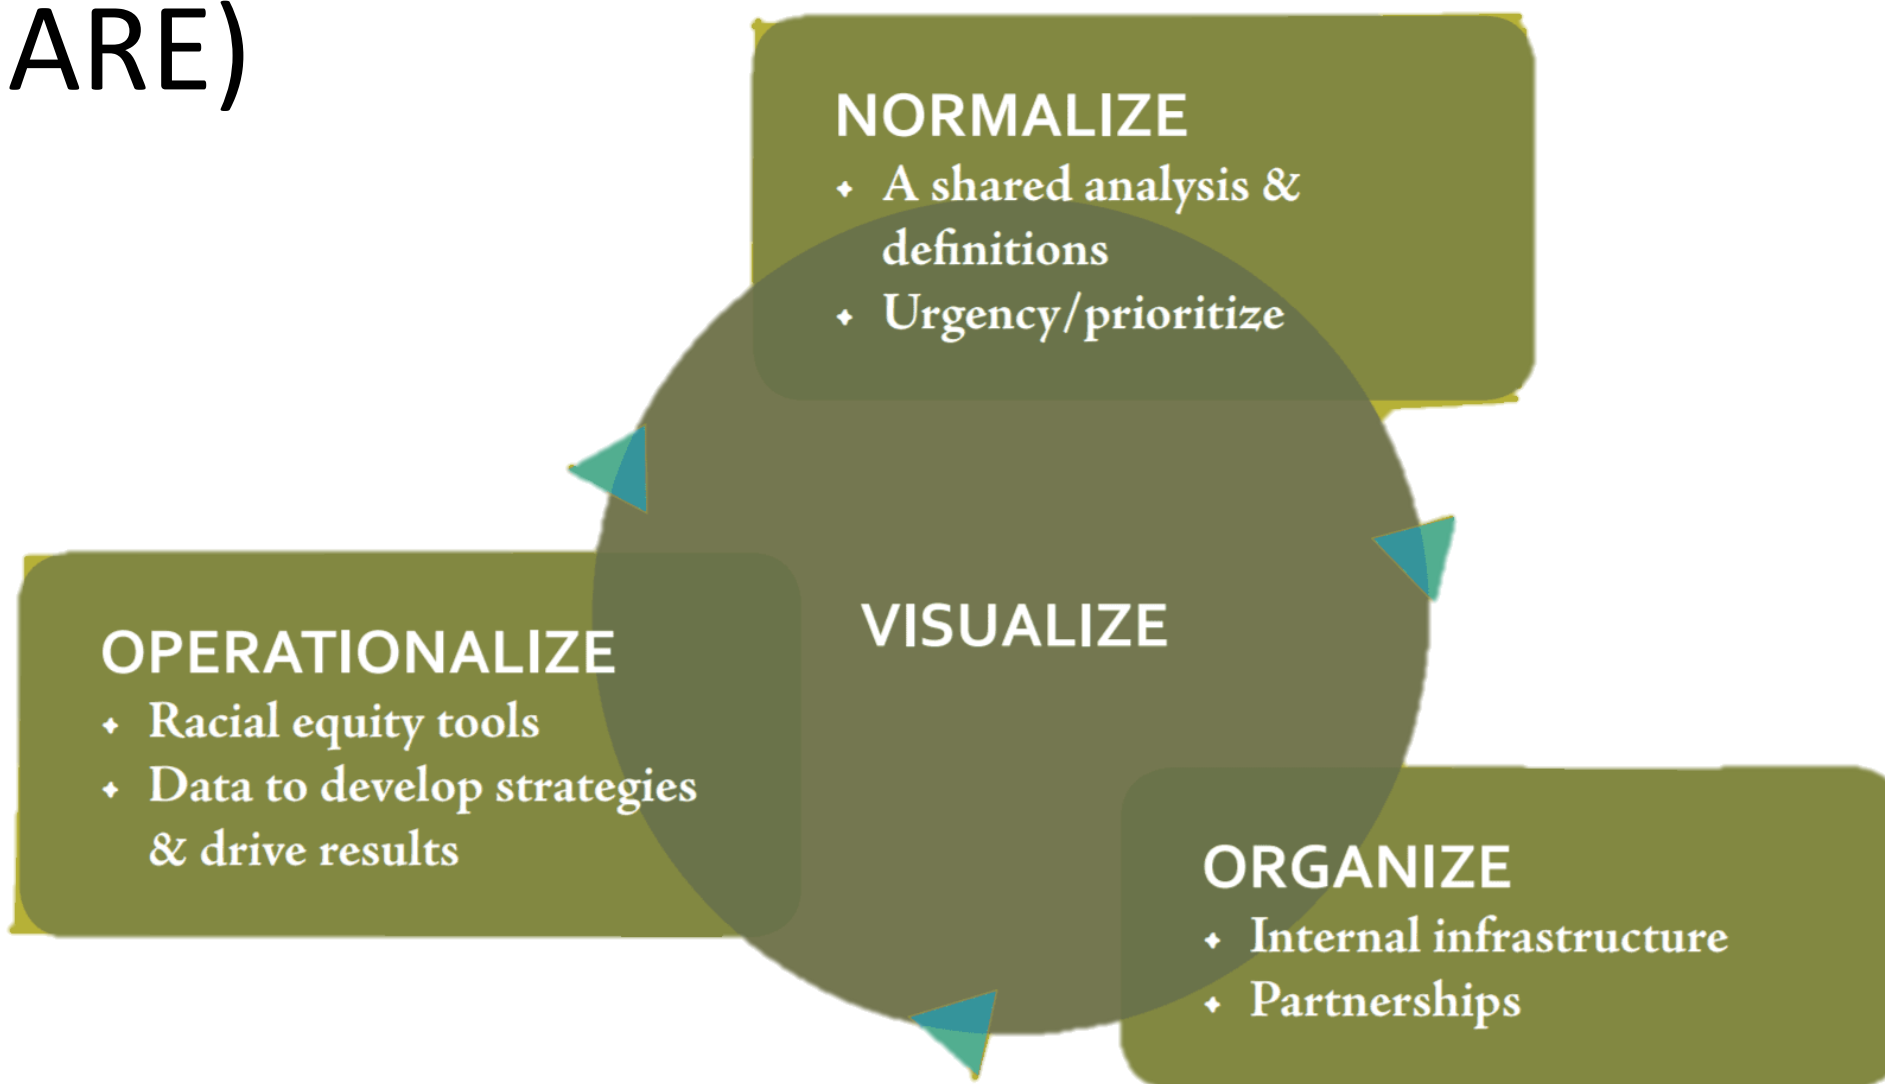 ARE)
NORMALIZE
A shared analysis &
definitions
Urgency/prioritize
VISUALIZE
OPERATIONALIZE
Racial equity tools
Data to develop strategies
& drive results
ORGANIZE
Internal infrastructure
Partnerships